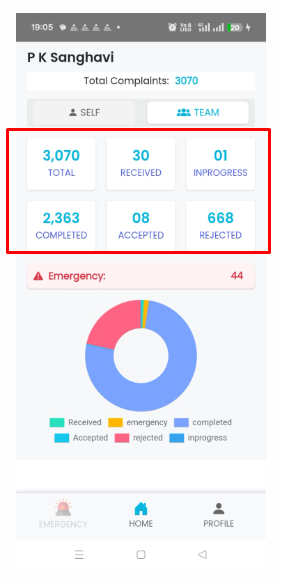 19:05
20
P K Sanghavi
Total Complaints: 3070
SELF TEAM
3,070 30 01
TOTAL RECEIVED INPROGRESS
2,363 08 668
COMPLETED ACCEPTED REJECTED
Emergency: 44
Received emergency completed
Accepted rejected inprogress
EMERGENCY HOME PROFILE